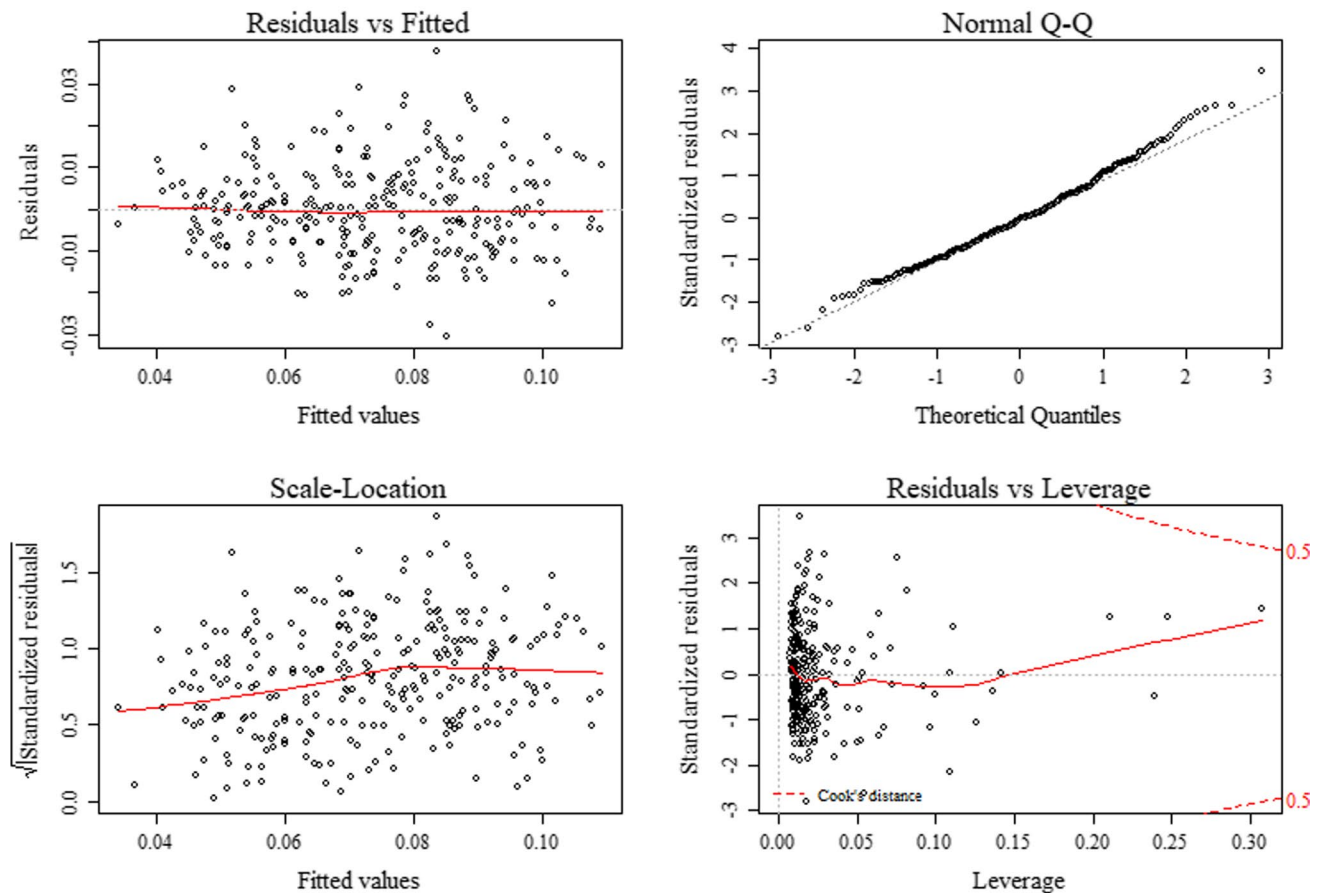 Residuals vs Fitted
Residuals
0.03
0.01
-0.01
-0.03
0.04 0.06 0.08 0.10
Fitted values
Normal Q-Q
Standardized residuals
4
3
2
1
0
-1
-2
-3
-3 -2 -1 0 1 2 3
Theoretical Quantiles
Scale-Location
√|Standardized residuals|
1.5
1.0
0.5
0.0
0.04 0.06 0.08 0.10
Fitted values
Residuals vs Leverage
Standardized residuals
3
2
1
0
-1
-2
-3
0.5
0.5
Cook's distance
0.00 0.05 0.10 0.15 0.20 0.25 0.30
Leverage